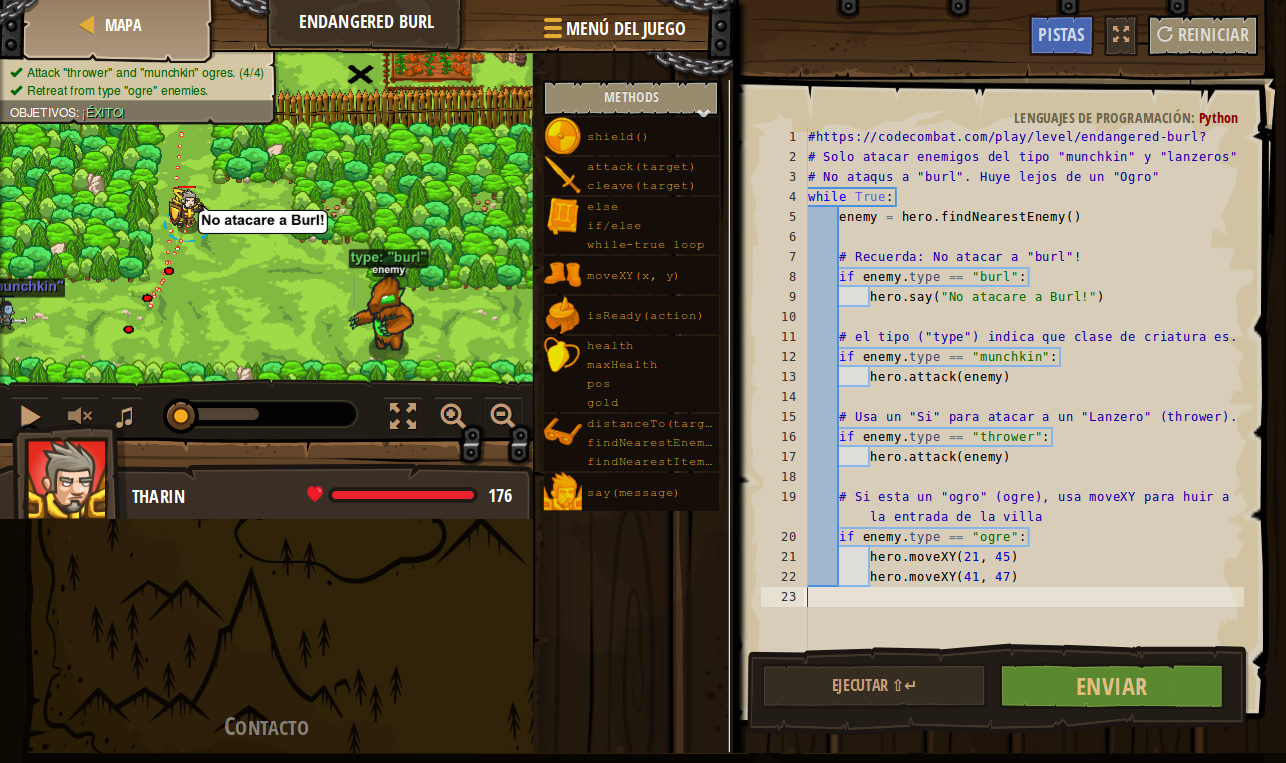 MAPA
ENDANGERED BURL
MENÚ DEL JUEGO
PISTAS
REINICIAR
Attack "thrower" and "munchkin" ogres. (4/4)
Retreat from type "ogre" enemies.
OBJETIVOS: ¡ÉXITO!
No atacare a Burl!
type: "burl"
enemy
unchkin"
METHODS
shield()
attack(target)
cleave(target)
else
if/else
while-true loop
moveXY(x, y)
isReady(action)
health
maxHealth
pos
gold
distanceTo(targ…
findNearestEnem…
findNearestItem…
say(message)
THARIN
176
CONTACTO
LENGUAJES DE PROGRAMACIÓN: Python
1 #https://codecombat.com/play/level/endangered-burl?
2 # Solo atacar enemigos del tipo "munchkin" y "lanzeros"
3 # No ataqus a "burl". Huye lejos de un "Ogro"
4 while True:
5 enemy = hero.findNearestEnemy()
6
7 # Recuerda: No atacar a "burl"!
8 if enemy.type == "burl":
9 hero.say("No atacare a Burl!")
10
11 # el tipo ("type") indica que clase de criatura es.
12 if enemy.type == "munchkin":
13 hero.attack(enemy)
14
15 # Usa un "Si" para atacar a un "Lanzero" (thrower).
16 if enemy.type == "thrower":
17 hero.attack(enemy)
18
19 # Si esta un "ogro" (ogre), usa moveXY para huir a
la entrada de la villa
20 if enemy.type == "ogre":
21 hero.moveXY(21, 45)
22 hero.moveXY(41, 47)
23
EJECUTAR ⇧↵
ENVIAR